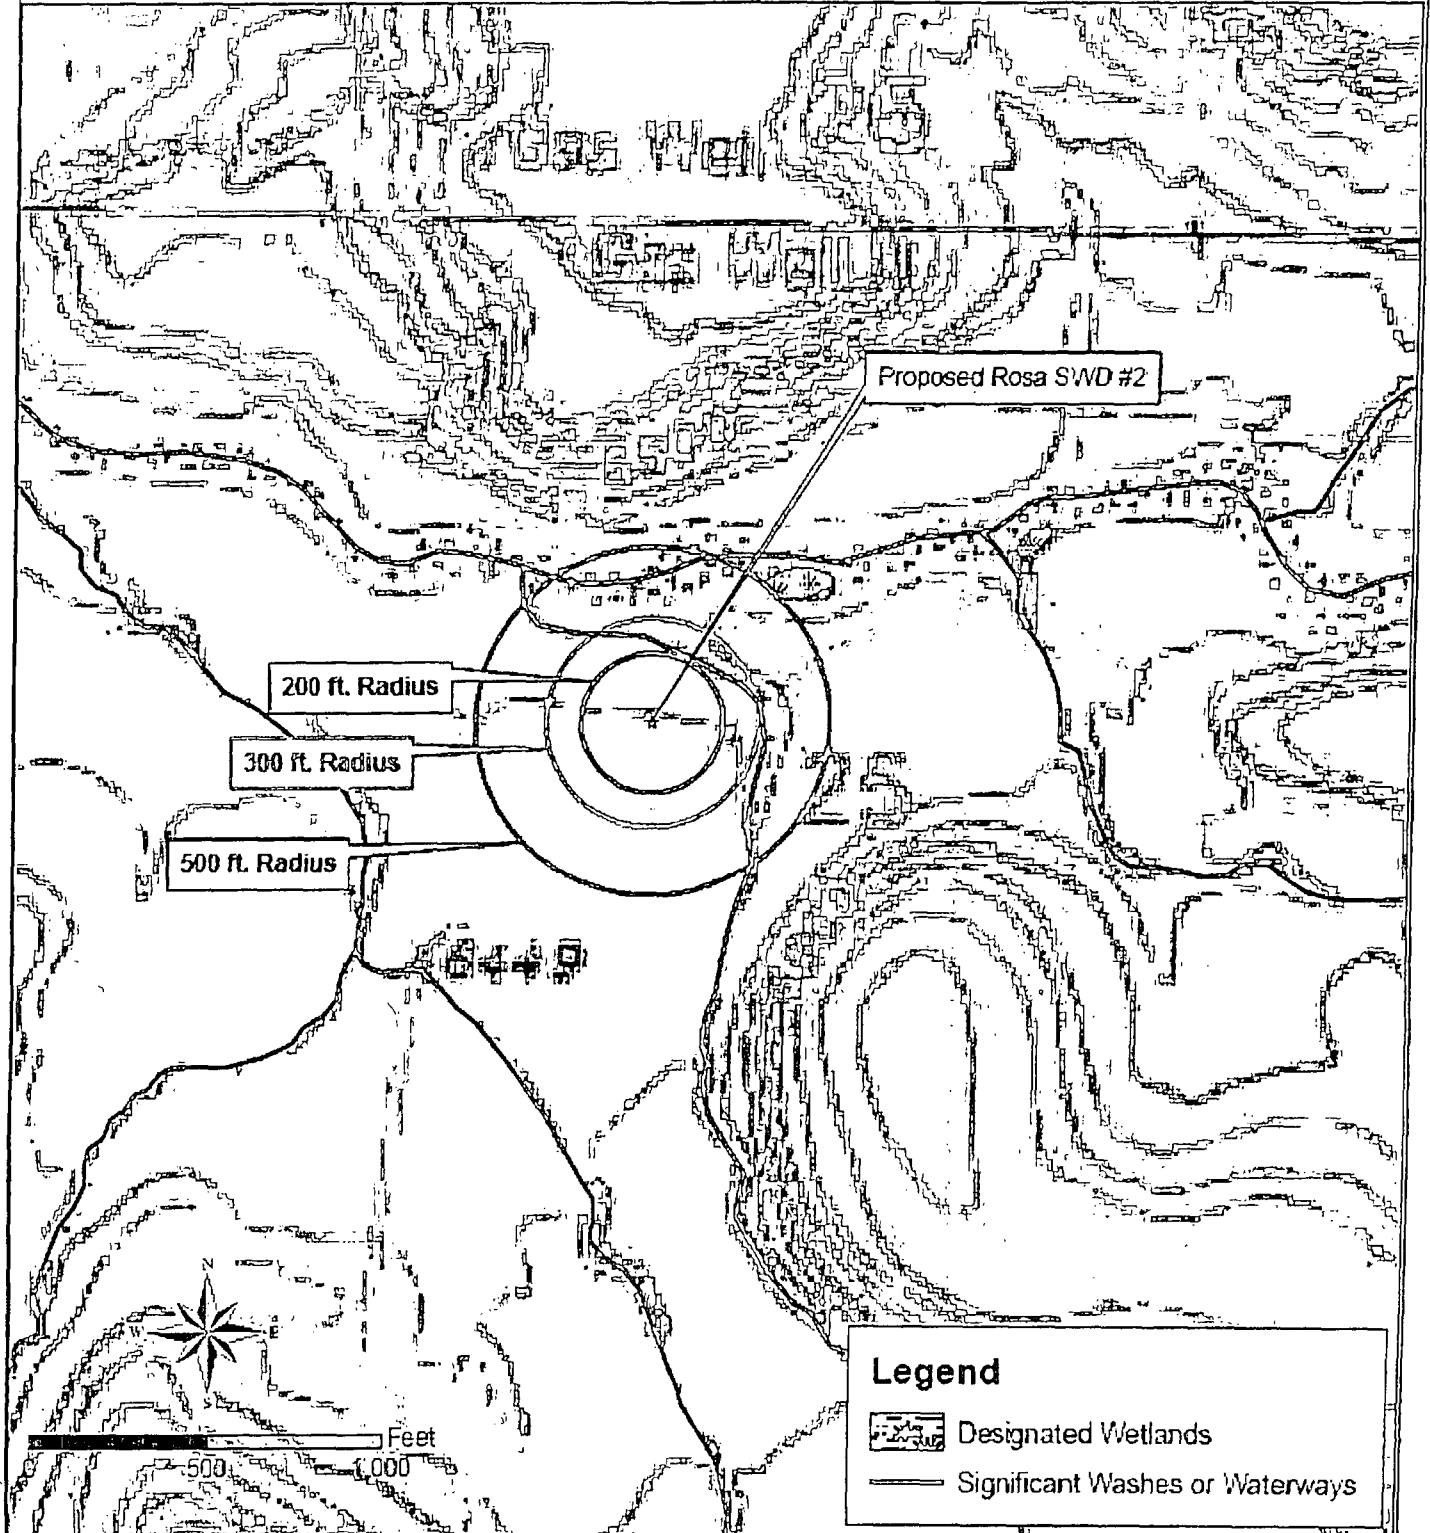 Gas Well
Proposed Rosa SWD #2
200 ft. Radius
300 ft. Radius
500 ft. Radius
N
W
E
S
Feet
0 500 1,000
Legend
Designated Wetlands
Significant Washes or Waterways